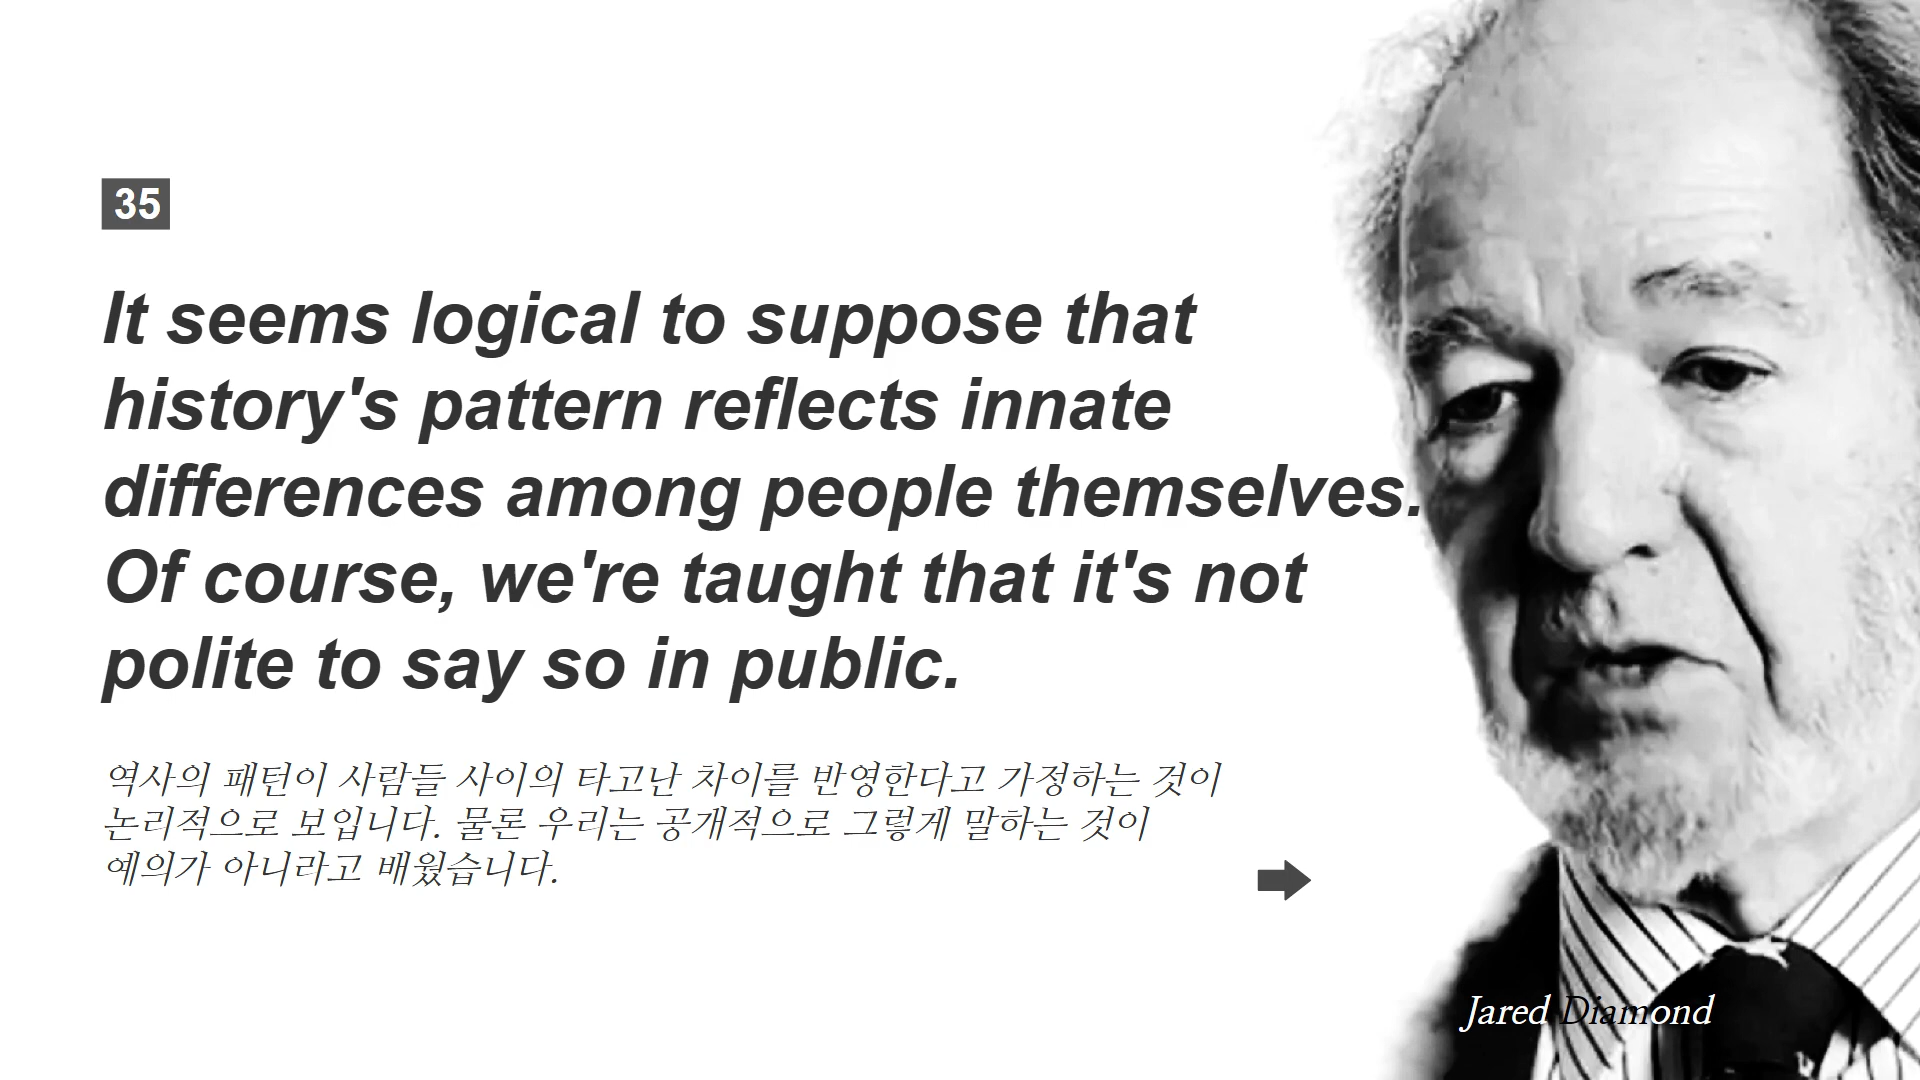 35
It seems logical to suppose that
history's pattern reflects innate
differences among people themselves.
Of course, we're taught that it's not
polite to say so in public.
역사의 패턴이 사람들 사이의 타고난 차이를 반영한다고 가정하는 것이
논리적으로 보입니다. 물론 우리는 공개적으로 그렇게 말하는 것이
예의가 아니라고 배웠습니다.
Jared Diamond